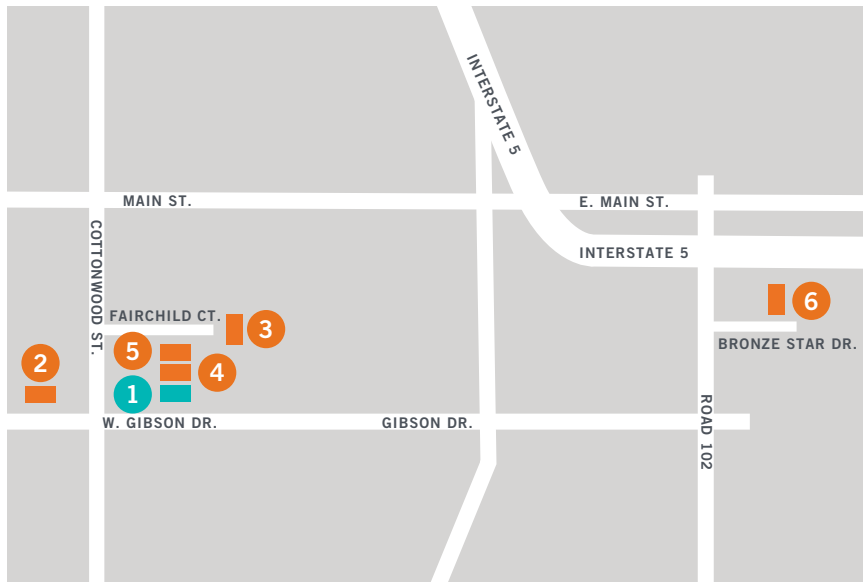 INTERSTATE 5
MAIN ST.
E. MAIN ST.
COTTONWOOD ST.
INTERSTATE 5
FAIRCHILD CT.
6
3
5
BRONZE STAR DR.
2
4
1
W. GIBSON DR.
GIBSON DR.
ROAD 102